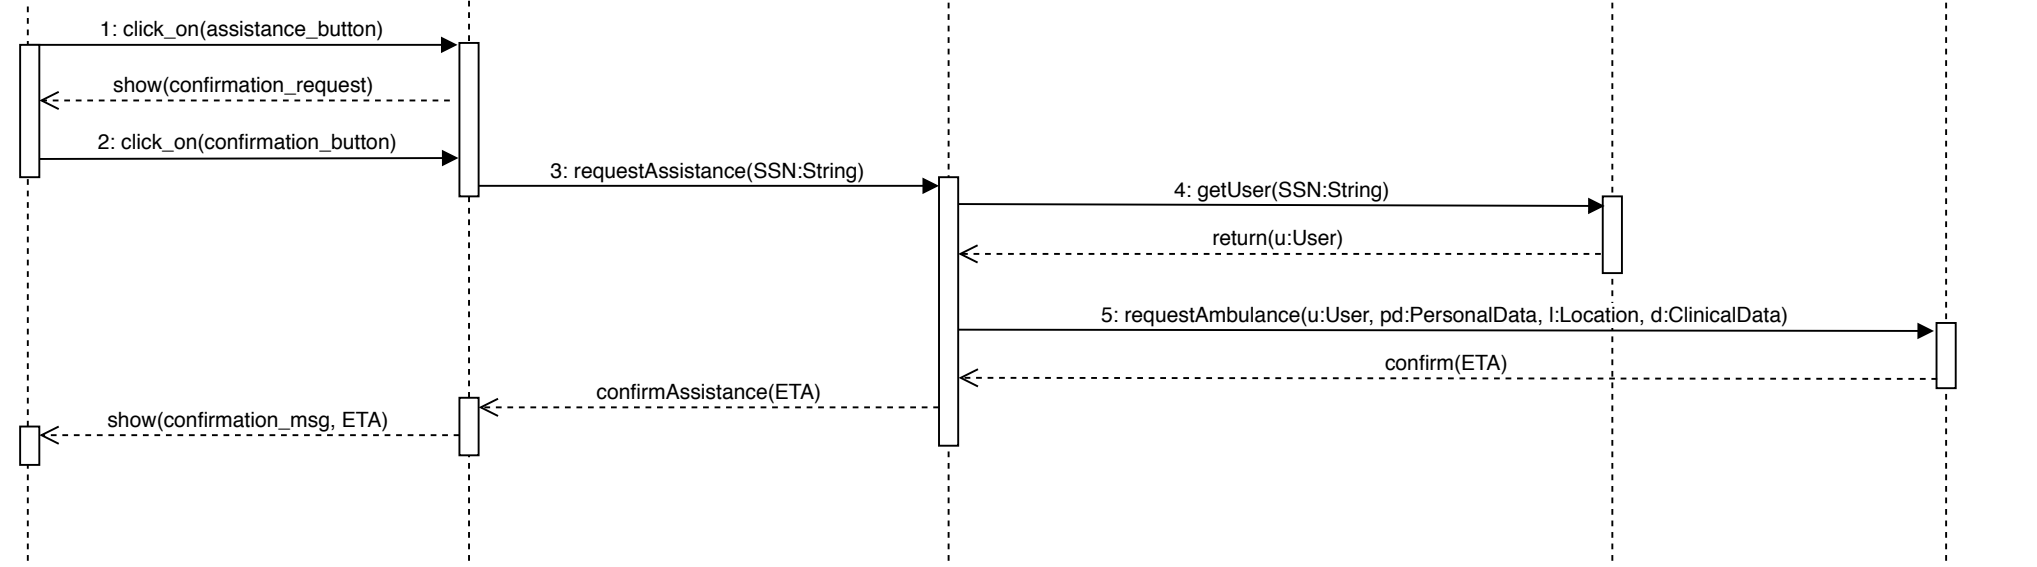 1: click_on(assistance_button)
show(confirmation_request)
2: click_on(confirmation_button)
3: requestAssistance(SSN:String)
4: getUser(SSN:String)
return(u:User)
5: requestAmbulance(u:User, pd:PersonalData, l:Location, d:ClinicalData)
confirm(ETA)
confirmAssistance(ETA)
show(confirmation_msg, ETA)